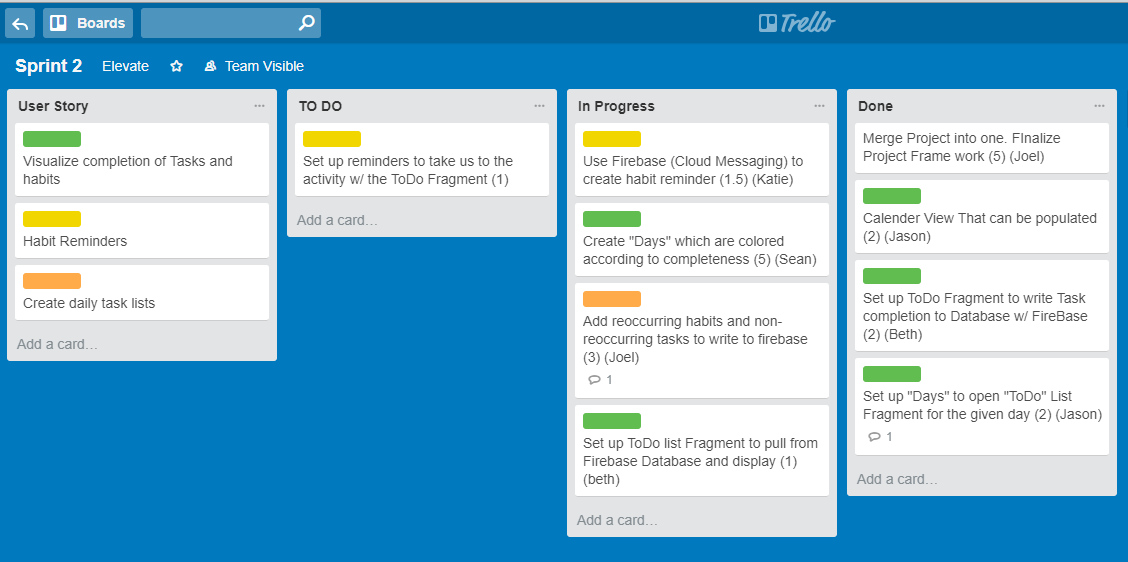 Boards
Trello
Sprint 2 Elevate Team Visible
User Story
Visualize completion of Tasks and
habits
Habit Reminders
Create daily task lists
Add a card...
TO DO
Set up reminders to take us to the
activity w/ the ToDo Fragment (1)
Add a card...
In Progress
Use Firebase (Cloud Messaging) to
create habit reminder (1.5) (Katie)
Create "Days" which are colored
according to completeness (5) (Sean)
Add reoccurring habits and non-
reoccurring tasks to write to firebase
(3) (Joel)
1
Set up ToDo list Fragment to pull from
Firebase Database and display (1)
(beth)
Add a card...
Done
Merge Project into one. FInalize
Project Frame work (5) (Joel)
Calender View That can be populated
(2) (Jason)
Set up ToDo Fragment to write Task
completion to Database w/ FireBase
(2) (Beth)
Set up "Days" to open "ToDo" List
Fragment for the given day (2) (Jason)
1
Add a card...